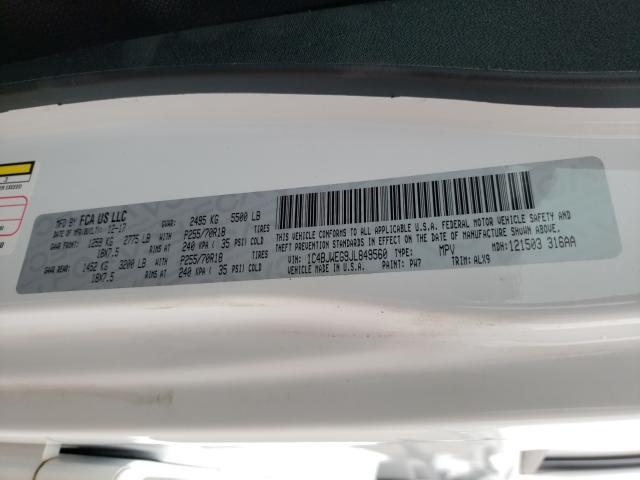 MFD BY FCA US LLC
DATE OF MFR/BUILT: 12-17 GVWR: 2495 KG 5500 LB
GAWR FRONT 1259 KG 2775 LB TIRES P255/70R18
18X7.5 RIMS AT 240 KPA ( 35 PSI) COLD
GAWR REAR 1452 KG 3200 LB TIRES P255/70R18
18X7.5 RIMS AT 240 KPA ( 35 PSI) COLD
THIS VEHICLE CONFORMS TO ALL APPLICABLE U.S.A. FEDERAL MOTOR VEHICLE SAFETY AND
THEFT PREVENTION STANDARDS IN EFFECT ON THE DATE OF MANUFACTURE SHOWN ABOVE.
VIN: 1C4BJWEG9JL849560 TYPE: MPV MDH: 121503 316AA
VEHICLE MADE IN U.S.A. PAINT: PW7 TRIM: ALX9